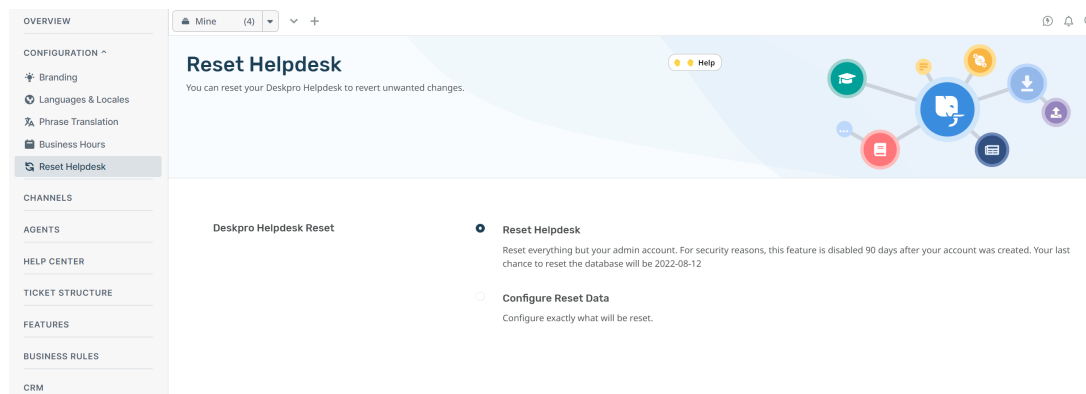 OVERVIEW
CONFIGURATION
Branding
Languages & Locales
Phrase Translation
Business Hours
Reset Helpdesk
CHANNELS
AGENTS
HELP CENTER
TICKET STRUCTURE
FEATURES
BUSINESS RULES
CRM
Mine (4)
Reset Helpdesk
You can reset your Deskpro Helpdesk to revert unwanted changes.
Help
Deskpro Helpdesk Reset
Reset Helpdesk
Reset everything but your admin account. For security reasons, this feature is disabled 90 days after your account was created. Your last
chance to reset the database will be 2022-08-12
Configure Reset Data
Configure exactly what will be reset.